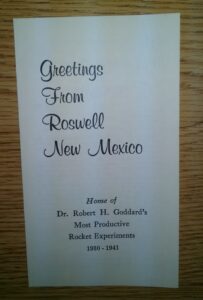 Greetings
From
Roswell
New Mexico
Home of
Dr. Robert H. Goddard's
Most Productive
Rocket Experiments
1930 - 1941